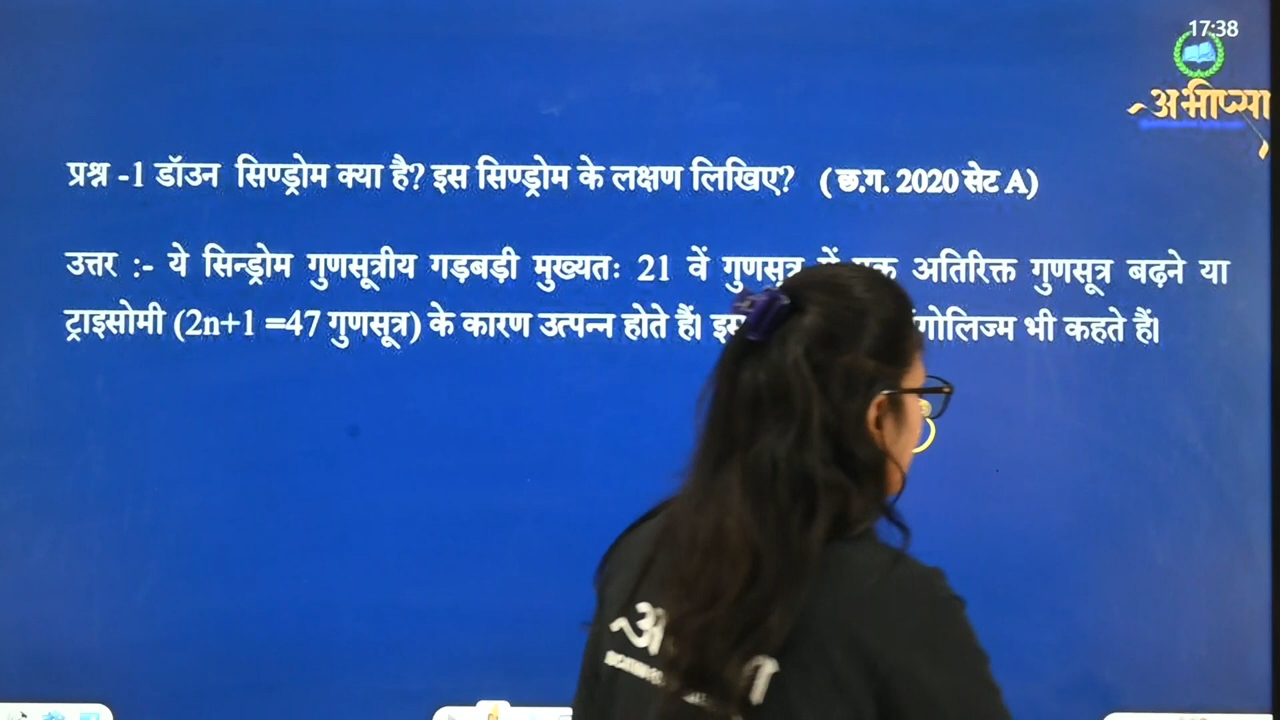 17:38
अभीप्सा
प्रश्न -1 डॉउन सिण्ड्रोम क्या है? इस सिण्ड्रोम के लक्षण लिखिए? (छ.ग. 2020 सेट A)
उत्तर :- ये सिन्ड्रोम गुणसूत्रीय गड़बड़ी मुख्यतः 21 वें गुणसूत्र में एक अतिरिक्त गुणसूत्र बढ़ने या
ट्राइसोमी (2n+1 =47 गुणसूत्र) के कारण उत्पन्न होते हैं। भी कहते हैं।